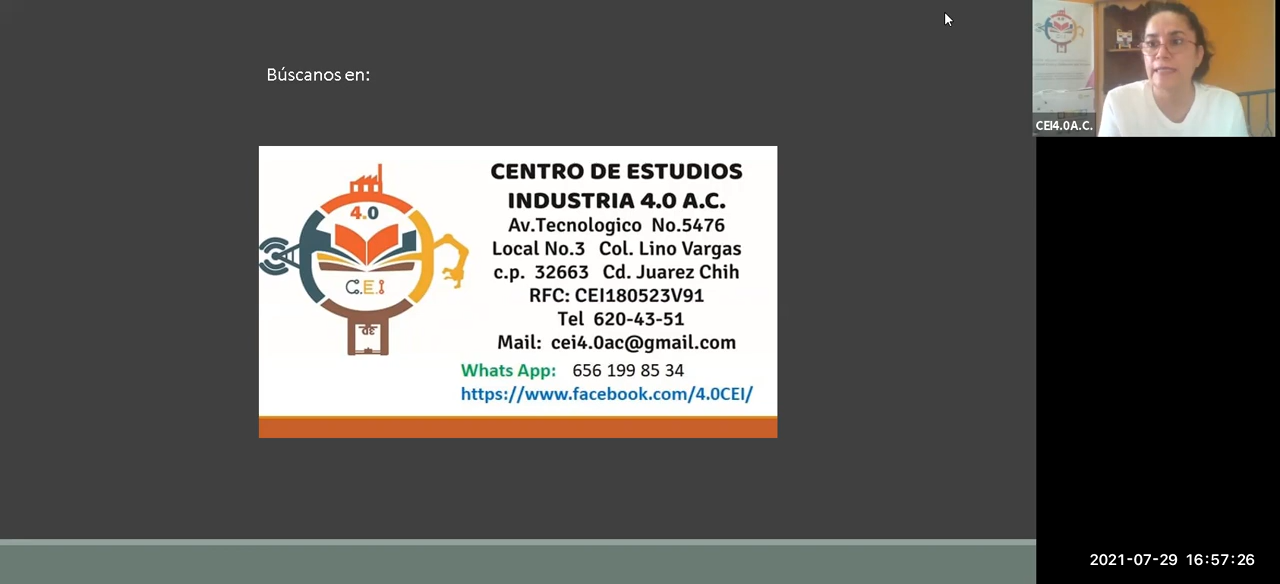 Búscanos en:
4.0
C.E.I
CENTRO DE ESTUDIOS
INDUSTRIA 4.0 A.C.
Av.Tecnologico No.5476
Local No.3 Col. Lino Vargas
c.p. 32663 Cd. Juarez Chih
RFC: CEI180523V91
Tel 620-43-51
Mail: cei4.0ac@gmail.com
Whats App: 656 199 85 34
https://www.facebook.com/4.0CEI/
CEI4.0A.C.
2021-07-29 16:57:26